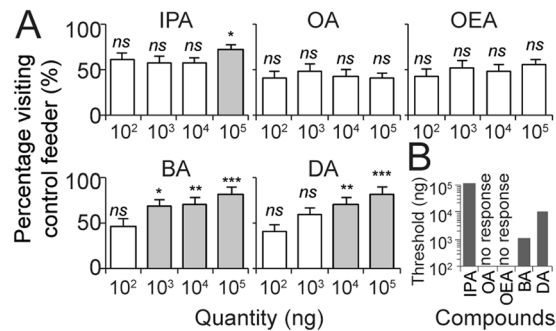 A
IPA OA OEA
Percentage visiting
control feeder (%)
100
50
0
ns ns ns *
ns ns ns ns
ns ns ns ns
10² 10³ 10⁴ 10⁵
10² 10³ 10⁴ 10⁵
10² 10³ 10⁴ 10⁵
BA DA
100
50
0
ns * ** ***
ns ns ** ***
10² 10³ 10⁴ 10⁵
10² 10³ 10⁴ 10⁵
Quantity (ng)
B
Threshold (ng)
10⁵
10⁴
10³
10²
no response
no response
IPA OA OEA BA DA
Compounds